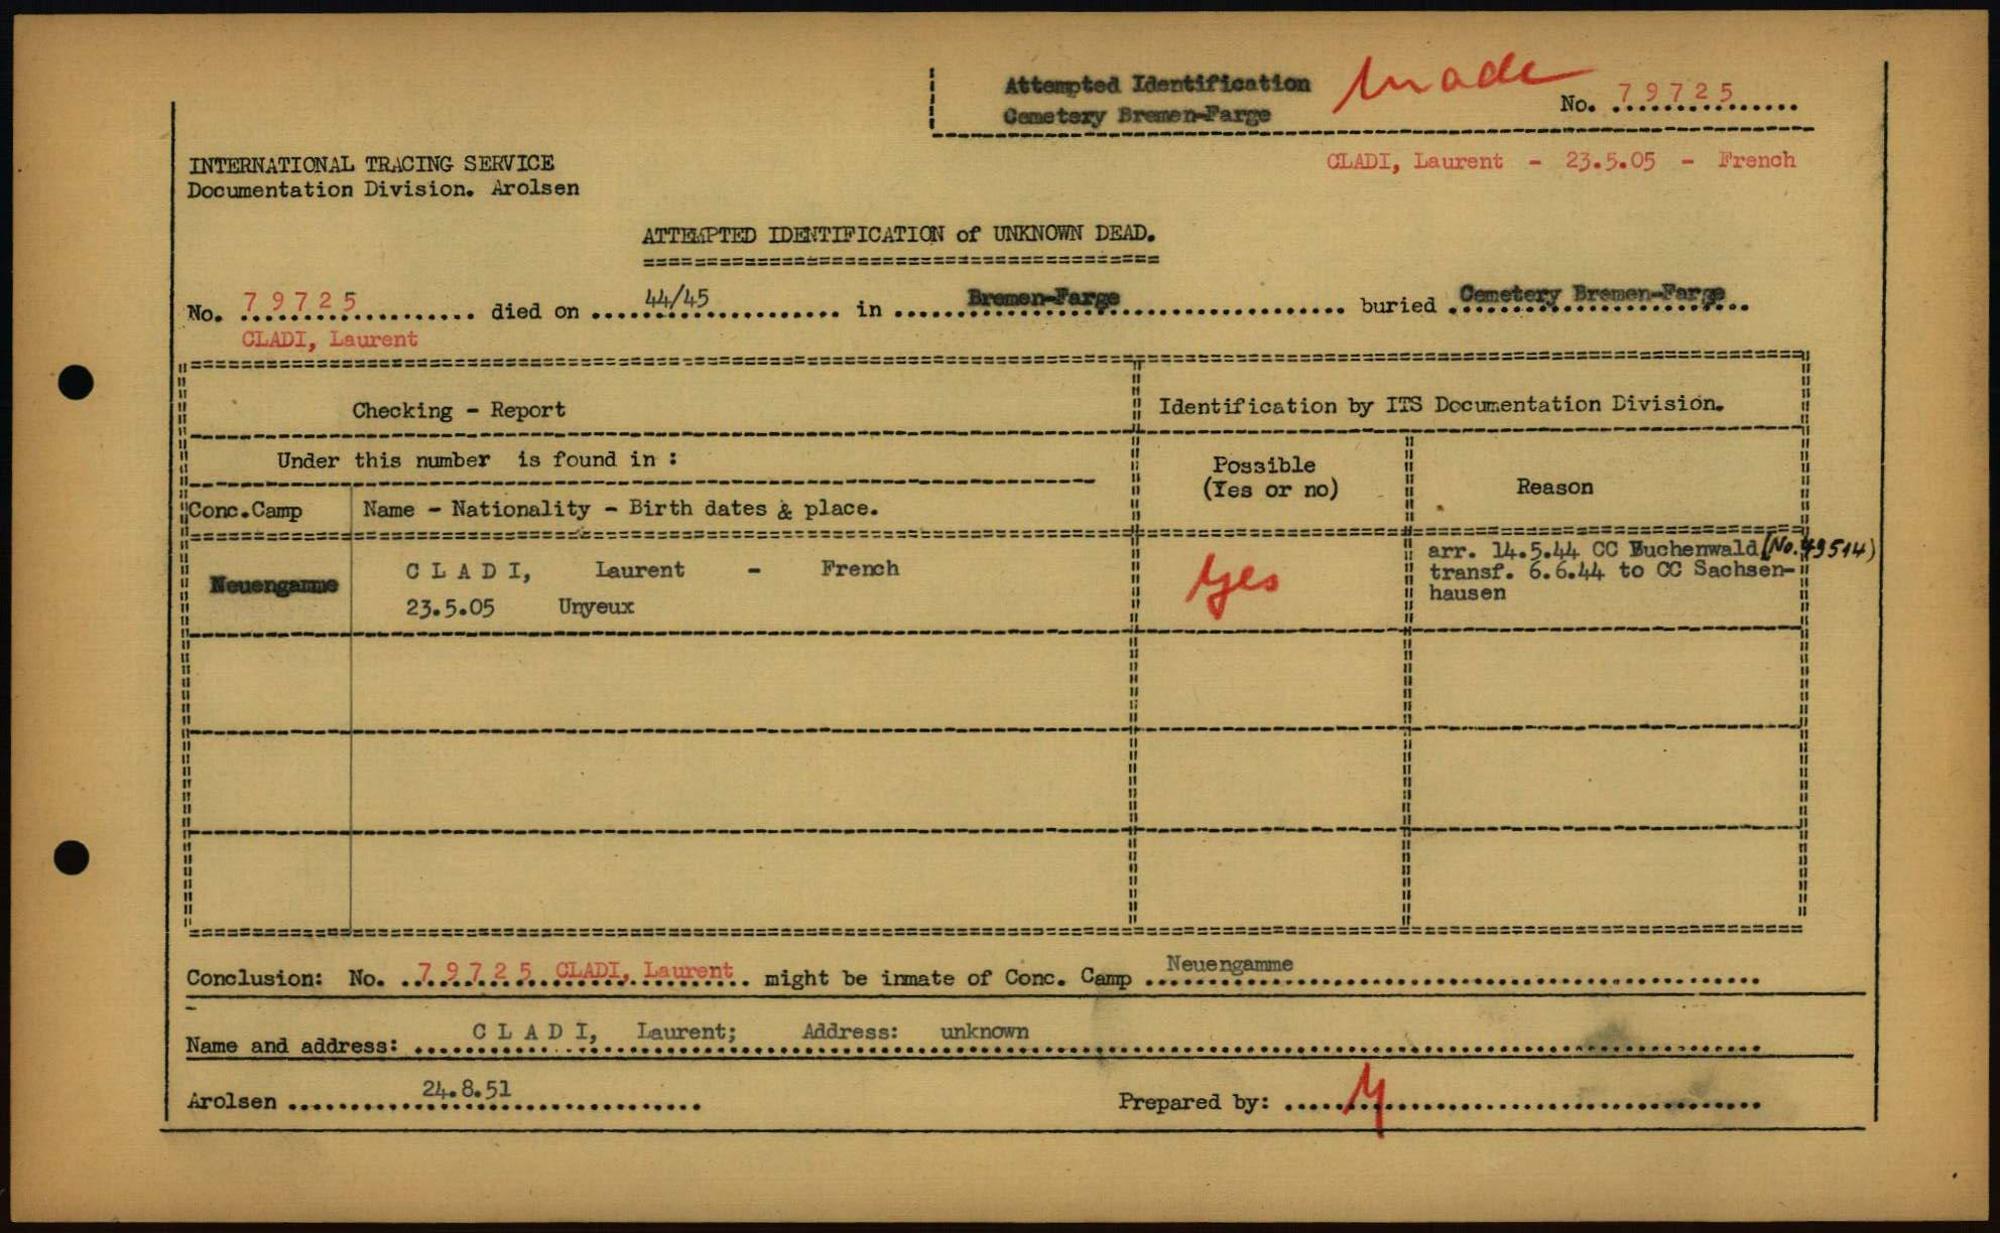 Attempted Identification made
Cemetery Bremen-Farge
No. 79725
CLADI, Laurent - 23.5.05 - French
INTERNATIONAL TRACING SERVICE
Documentation Division. Arolsen
ATTEMPTED IDENTIFICATION of UNKNOWN DEAD.
No. 79725 died on 44/45 in Bremen-Farge buried Cemetery Bremen-Farge
CLADI, Laurent
Checking - Report
Identification by ITS Documentation Division.
Under this number is found in :
Possible
(Yes or no)
Reason
Conc.Camp Name - Nationality - Birth dates & place.
Neuengamme
C L A D I, Laurent - French
23.5.05 Unyeux
Yes
arr. 14.5.44 CC Buchenwald (No. 49514)
transf. 6.6.44 to CC Sachsen-
hausen
Conclusion: No. 79725 CLADI, Laurent might be inmate of Conc. Camp Neuengamme
Name and address: C L A D I, Laurent; Address: unknown
Arolsen 24.8.51 Prepared by: